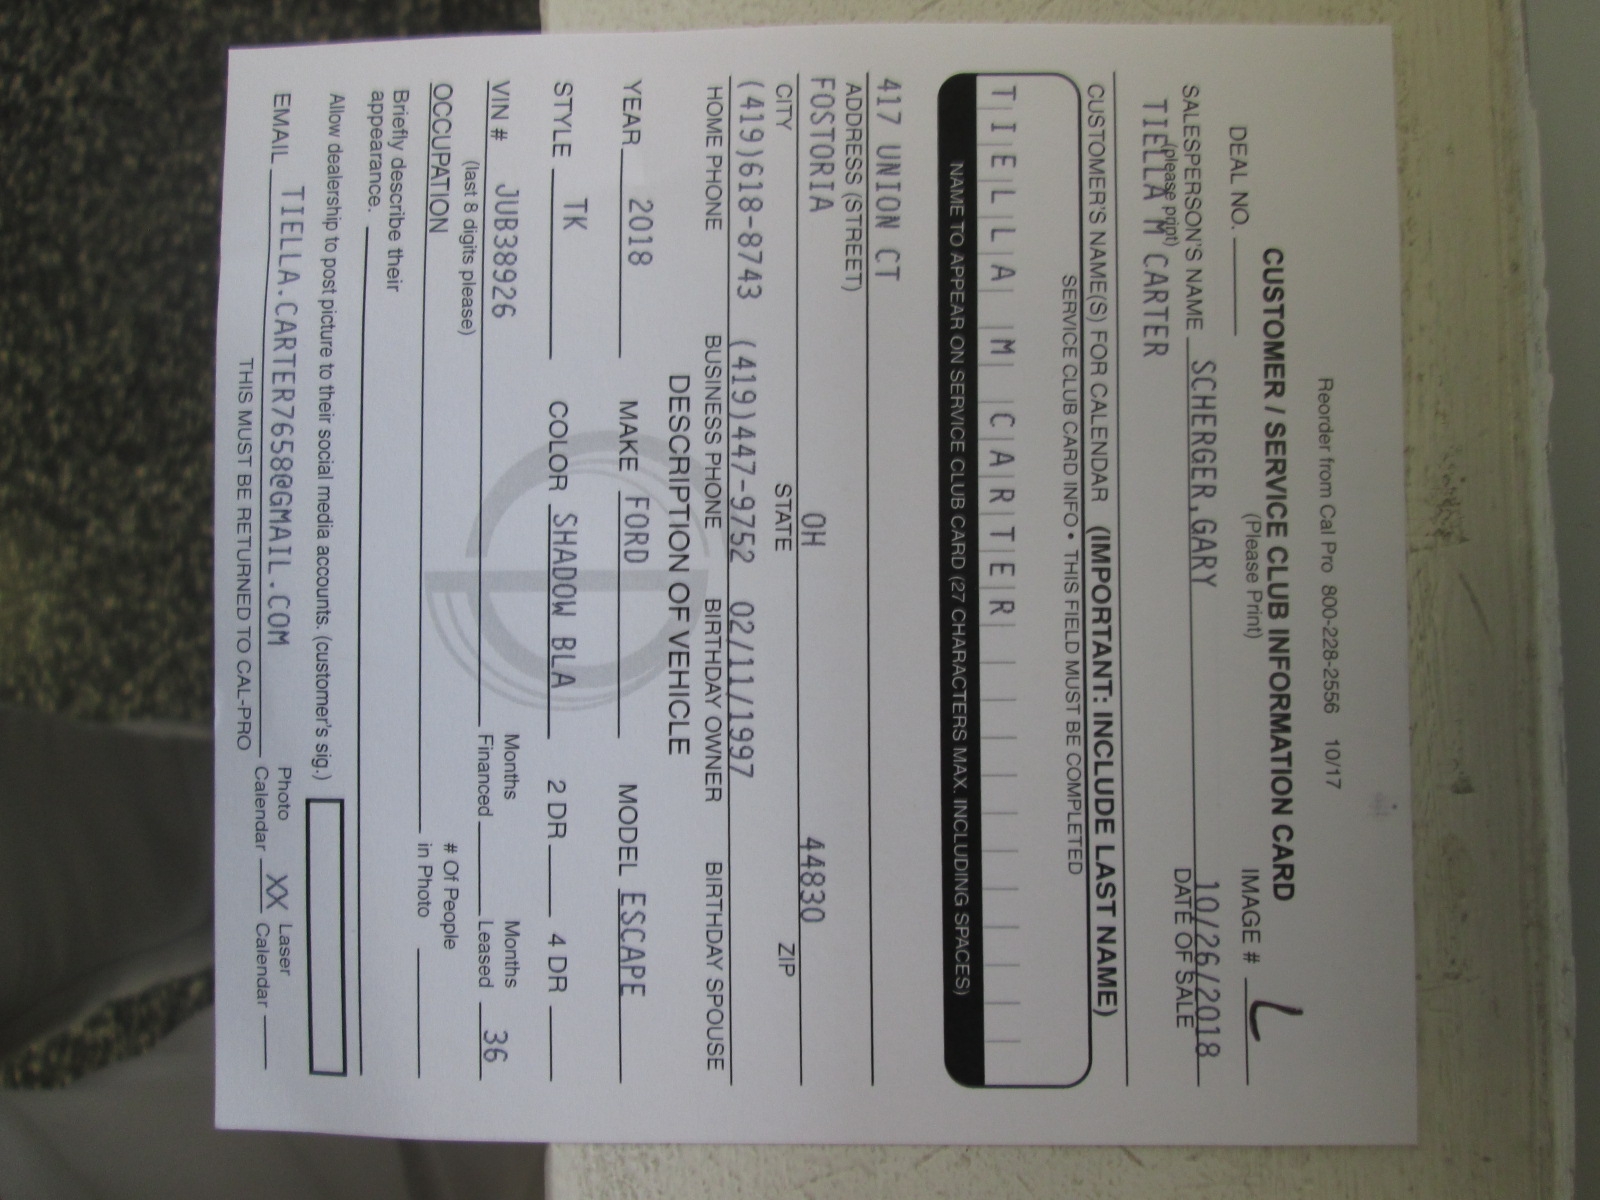 Reorder from Cal Pro 800-228-2556 10/17
CUSTOMER / SERVICE CLUB INFORMATION CARD
(Please Print)
DEAL NO. IMAGE #
SALESPERSON'S NAME SCHERGER,GARY 10/26/2018
(please print) DATE OF SALE
TIELLA M CARTER
CUSTOMER'S NAME(S) FOR CALENDAR (IMPORTANT: INCLUDE LAST NAME)
SERVICE CLUB CARD INFO • THIS FIELD MUST BE COMPLETED
TIELLA M CARTER
NAME TO APPEAR ON SERVICE CLUB CARD (27 CHARACTERS MAX. INCLUDING SPACES)
417 UNION CT
ADDRESS (STREET)
FOSTORIA OH 44830
CITY STATE ZIP
(419)618-8743 (419)447-9752 02/11/1997
HOME PHONE BUSINESS PHONE BIRTHDAY OWNER BIRTHDAY SPOUSE
DESCRIPTION OF VEHICLE
YEAR 2018 MAKE FORD MODEL ESCAPE
STYLE TK COLOR SHADOW BLA 2 DR 4 DR
VIN # JUB38926 Months Financed Months Leased 36
(last 8 digits please)
OCCUPATION # Of People in Photo
Briefly describe their
appearance.
Allow dealership to post picture to their social media accounts. (customer's sig.)
EMAIL TIELLA.CARTER7658@GMAIL.COM Photo Calendar XX Laser Calendar
THIS MUST BE RETURNED TO CAL-PRO